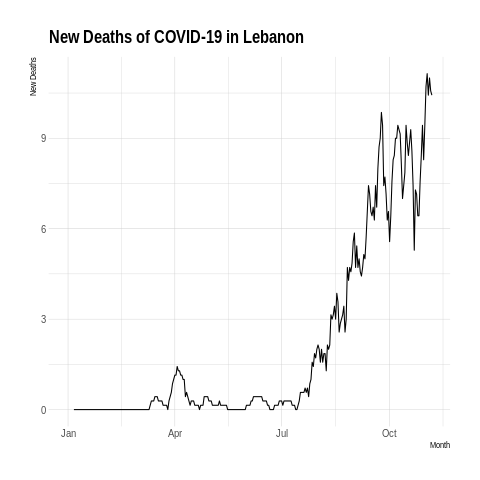 New Deaths of COVID-19 in Lebanon
New Deaths
9
6
3
0
Jan Apr Jul Oct
Month